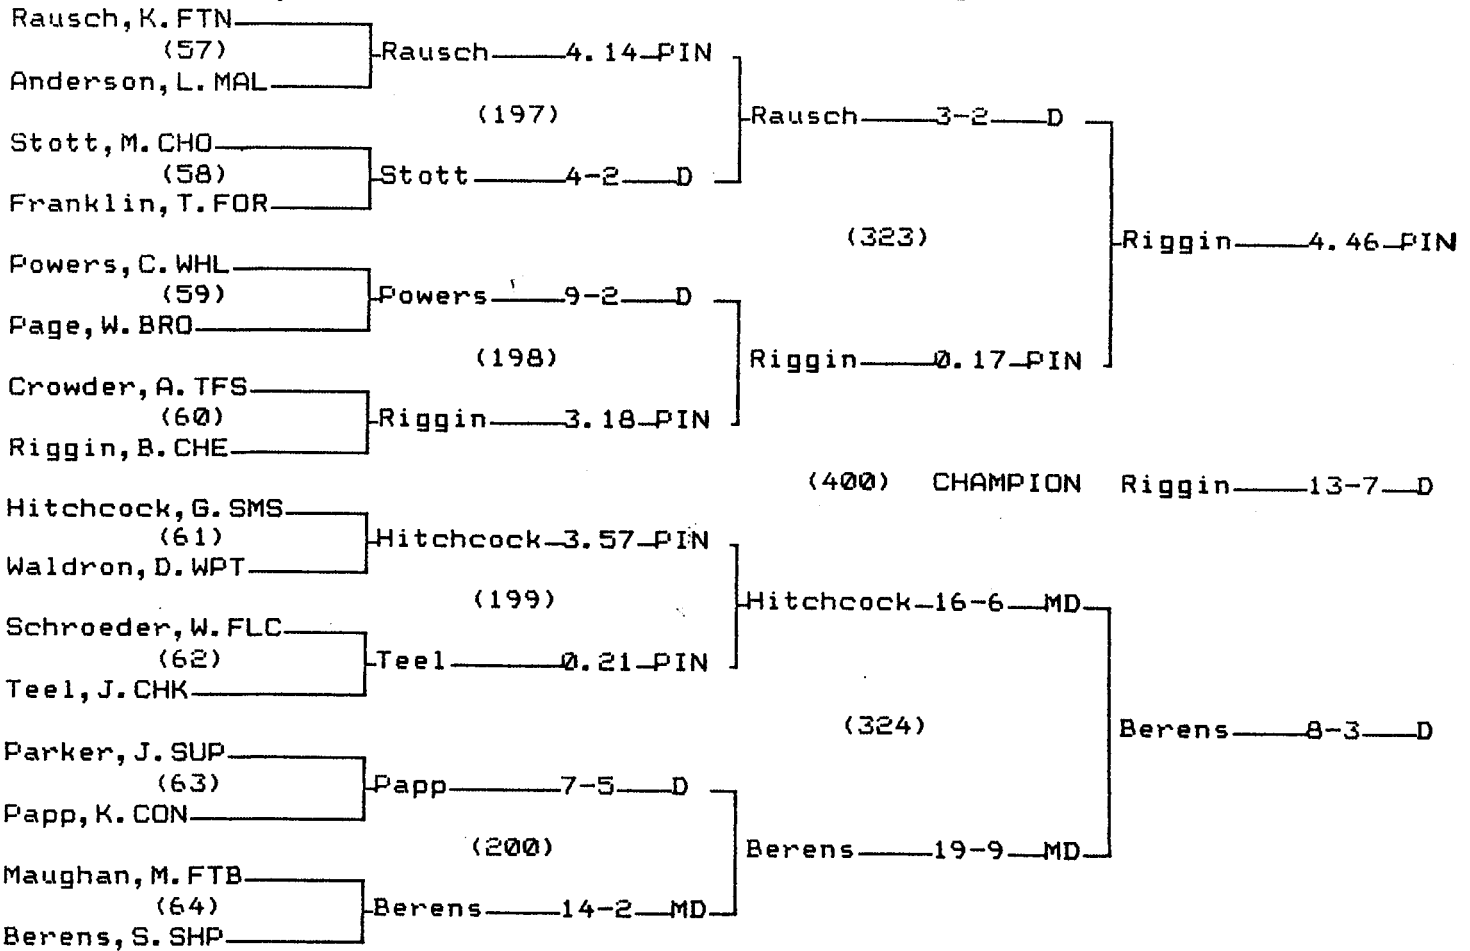 Rausch, K. FTN
(57) Rausch 4.14 PIN
Anderson, L. MAL
(197) Rausch 3-2 D
Stott, M. CHO
(58) Stott 4-2 D
Franklin, T. FOR
(323) Riggin 4.46 PIN
Powers, C. WHL
(59) Powers 9-2 D
Page, W. BRO
(198) Riggin 0.17 PIN
Crowder, A. TFS
(60) Riggin 3.18 PIN
Riggin, B. CHE
(400) CHAMPION Riggin 13-7 D
Hitchcock, G. SMS
(61) Hitchcock 3.57 PIN
Waldron, D. WPT
(199) Hitchcock 16-6 MD
Schroeder, W. FLC
(62) Teel 0.21 PIN
Teel, J. CHK
(324) Berens 8-3 D
Parker, J. SUP
(63) Papp 7-5 D
Papp, K. CON
(200) Berens 19-9 MD
Maughan, M. FTB
(64) Berens 14-2 MD
Berens, S. SHP